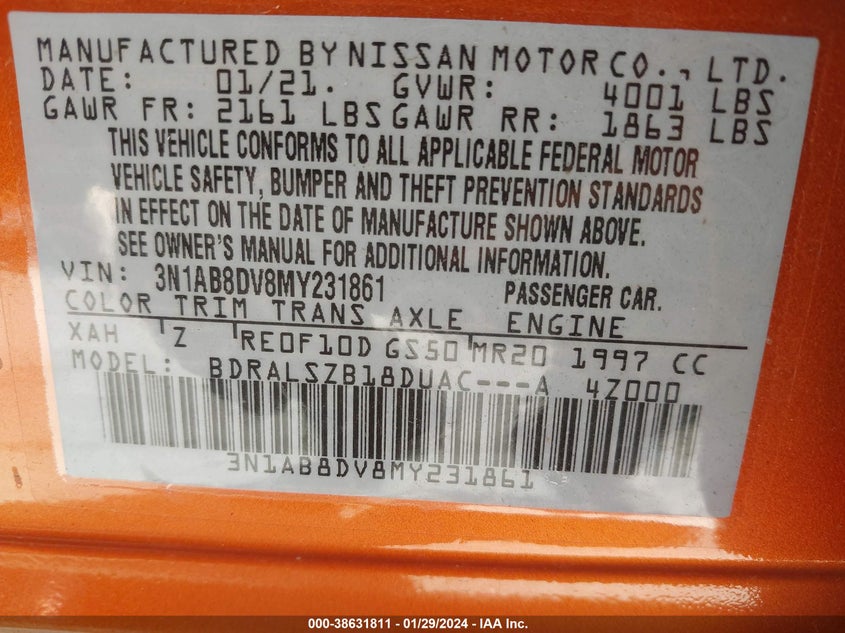 MANUFACTURED BY NISSAN MOTOR CO., LTD.
DATE: 01/21. GVWR: 4001 LBS
GAWR FR: 2161 LBS GAWR RR: 1863 LBS
THIS VEHICLE CONFORMS TO ALL APPLICABLE FEDERAL MOTOR
VEHICLE SAFETY, BUMPER AND THEFT PREVENTION STANDARDS
IN EFFECT ON THE DATE OF MANUFACTURE SHOWN ABOVE.
SEE OWNER'S MANUAL FOR ADDITIONAL INFORMATION.
VIN: 3N1AB8DV8MY231861 PASSENGER CAR.
COLOR TRIM TRANS AXLE ENGINE
XAH Z RE0F10D GS50 MR20 1997 CC
MODEL: BDRALSZB18DUAC---A 4Z000
3N1AB8DV8MY231861
000-38631811 — 01/29/2024 - IAA Inc.